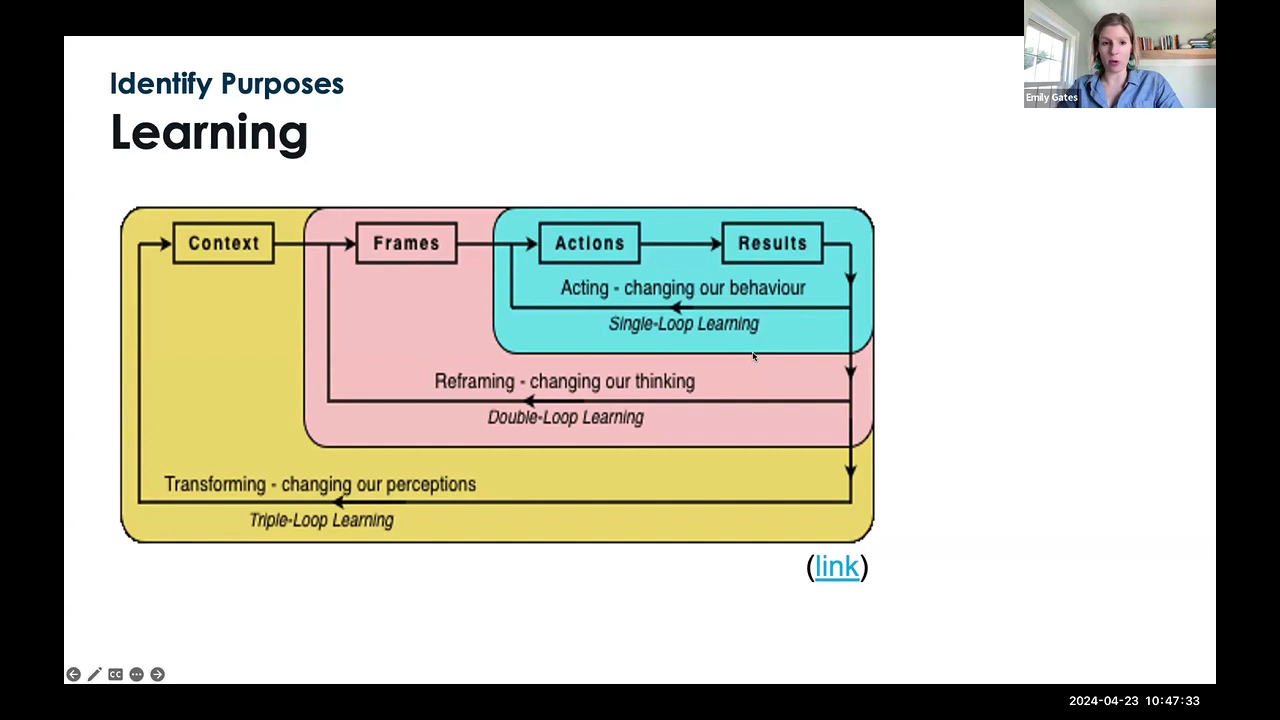 Identify Purposes
Learning
Emily Gates
Context
Frames
Actions
Results
Acting - changing our behaviour
Single-Loop Learning
Reframing - changing our thinking
Double-Loop Learning
Transforming - changing our perceptions
Triple-Loop Learning
(link)
CC
2024-04-23 10:47:33